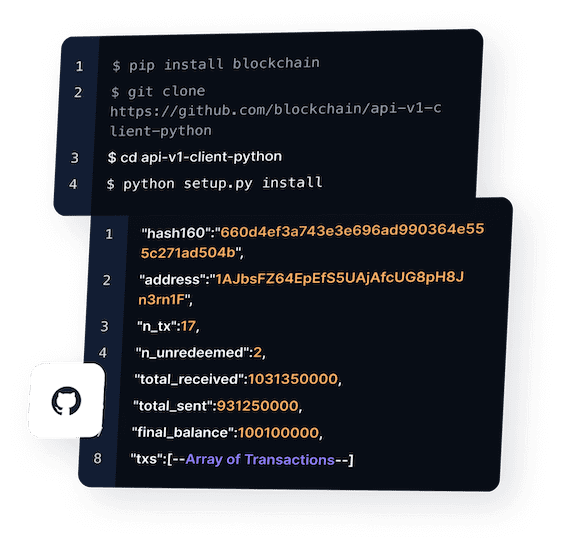 1 $ pip install blockchain
2 $ git clone
https://github.com/blockchain/api-v1-c
lient-python
3 $ cd api-v1-client-python
4 $ python setup.py install
1 "hash160":"660d4ef3a743e3e696ad990364e55
5c271ad504b",
2 "address":"1AJbsFZ64EpEfS5UAjAfcUG8pH8J
n3rn1F",
3 "n_tx":17,
4 "n_unredeemed":2,
"total_received":1031350000,
"total_sent":931250000,
"final_balance":100100000,
8 "txs":[--Array of Transactions--]